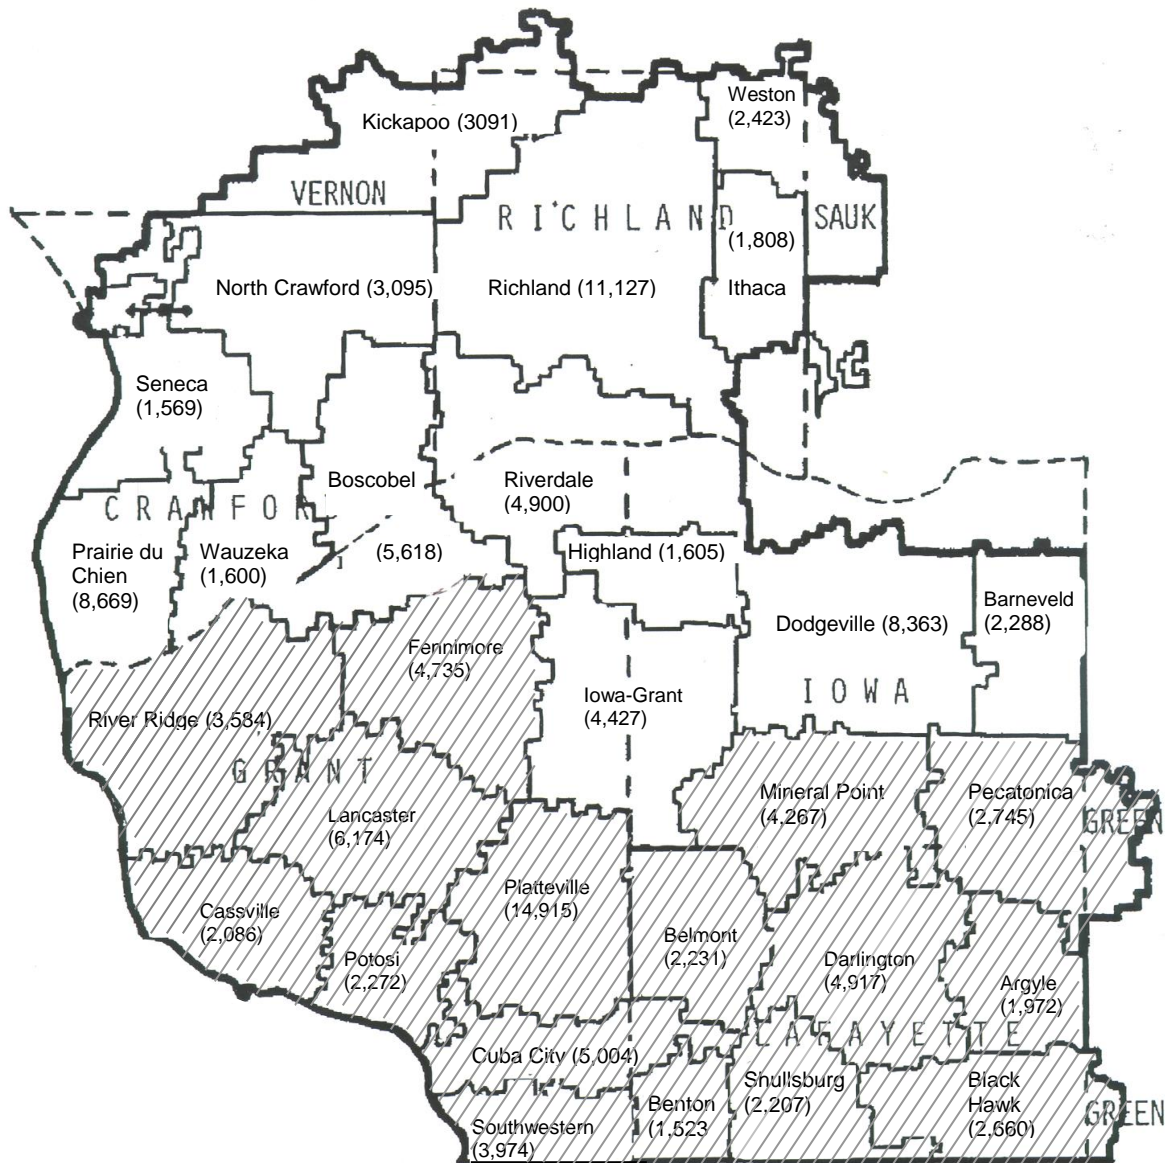 Weston
(2,423)
Kickapoo (3091)
VERNON
RICHLAND
SAUK
(1,808)
North Crawford (3,095)
Richland (11,127)
Ithaca
Seneca
(1,569)
Boscobel
Riverdale
(4,900)
CRAWFOR
Prairie du
Chien
(8,669)
Wauzeka
(1,600)
(5,618)
Highland (1,605)
Barneveld
(2,288)
Dodgeville (8,363)
Fennimore
(4,735)
Iowa-Grant
(4,427)
IOWA
River Ridge (3,584)
GRANT
Mineral Point
(4,267)
Pecatonica
(2,745)
GREEN
Lancaster
(6,174)
Platteville
(14,915)
Cassville
(2,086)
Belmont
(2,231)
Potosi
(2,272)
Darlington
(4,917)
Argyle
(1,972)
LAFAYETTE
Cuba City (5,004)
Shullsburg
(2,207)
Black
Hawk
(2,660)
Benton
(1,523
GREEN
Southwestern
(3,974)